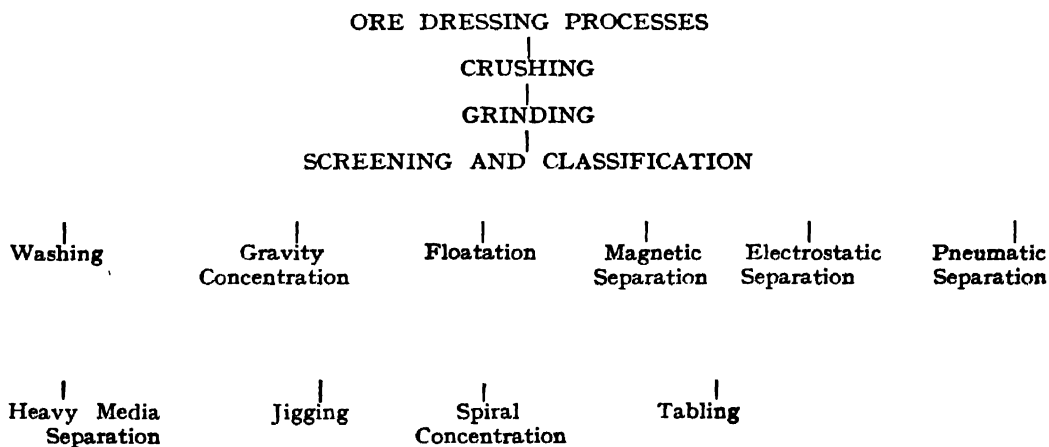 ORE DRESSING PROCESSES
CRUSHING
GRINDING
SCREENING AND CLASSIFICATION
Washing Gravity Floatation Magnetic Electrostatic Pneumatic
Concentration Separation Separation Separation
Heavy Media Jigging Spiral Tabling
Separation Concentration